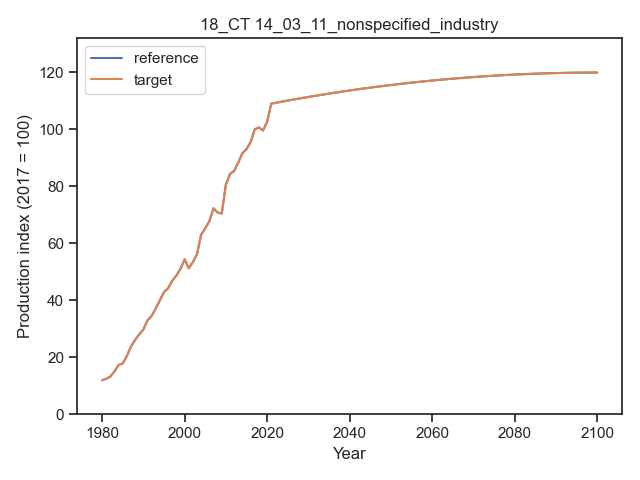 18_CT 14_03_11_nonspecified_industry
reference
target
Production index (2017 = 100)
120
100
80
60
40
20
0
1980
2000
2020
2040
2060
2080
2100
Year